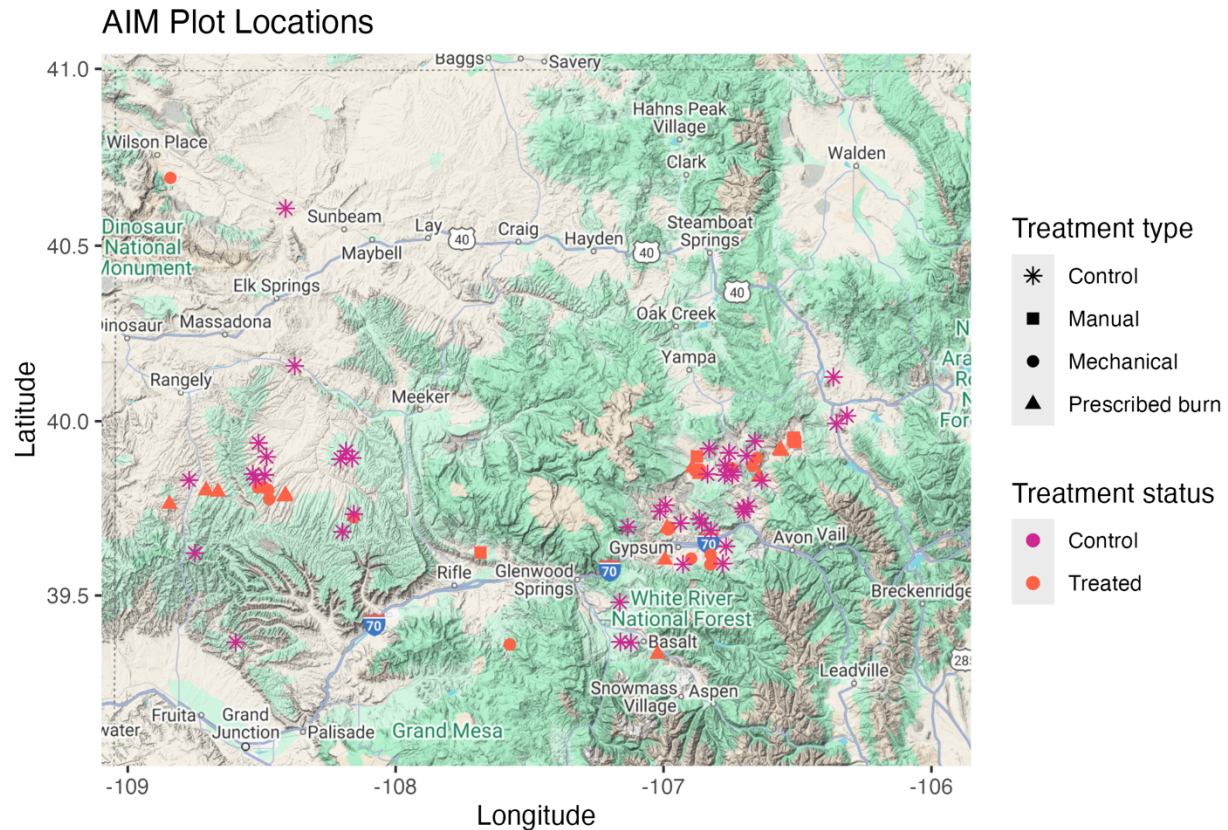 AIM Plot Locations
Baggs
Savery
41.0
Hahns Peak
Village
Wilson Place
Clark
Walden
Sunbeam
Dinosaur
National
Monument
Lay
Craig
Steamboat
Springs
40.5
Maybell
40
Hayden
40
Elk Springs
40
Oak Creek
Dinosaur
Massadona
Yampa
Rangely
Meeker
40.0
Latitude
Gypsum
70
Avon
Vail
Rifle
Glenwood
Springs
70
39.5
White River
National Forest
Breckenridge
70
Basalt
Leadville
285
Snowmass
Village
Aspen
Fruita
Grand
Junction
Palisade
Grand Mesa
water
-109
-108
-107
-106
Longitude
Treatment type
Control
Manual
Mechanical
Prescribed burn
Treatment status
Control
Treated